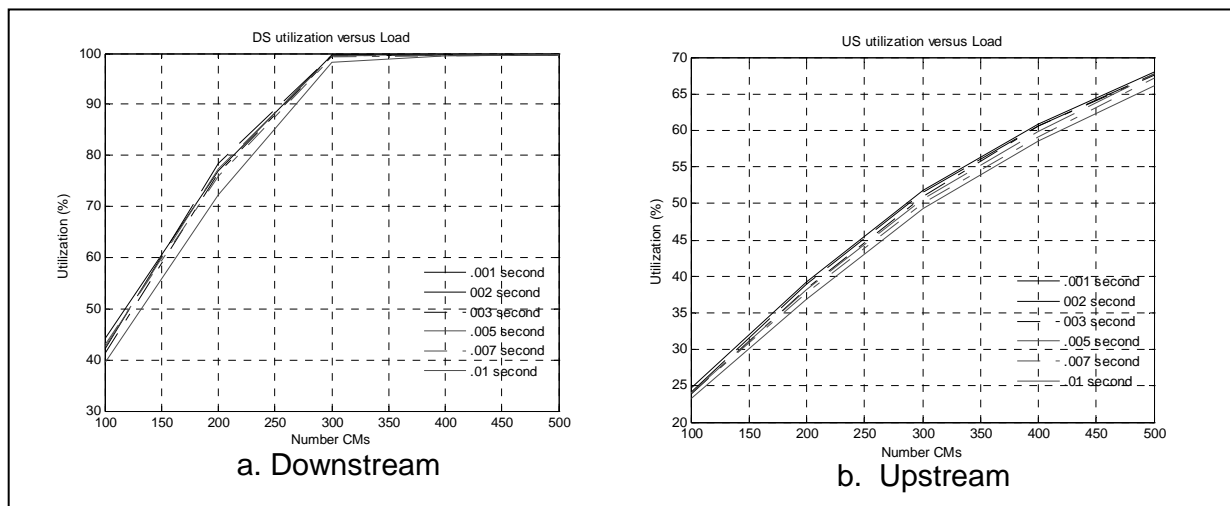 DS utilization versus Load
100
90
80
70
60
50
40
30
Utilization (%)
.001 second
002 second
003 second
.005 second
.007 second
.01 second
100 150 200 250 300 350 400 450 500
Number CMs
a. Downstream
US utilization versus Load
70
65
60
55
50
45
40
35
30
25
20
Utilization (%)
.001 second
002 second
003 second
.005 second
.007 second
.01 second
100 150 200 250 300 350 400 450 500
Number CMs
b. Upstream